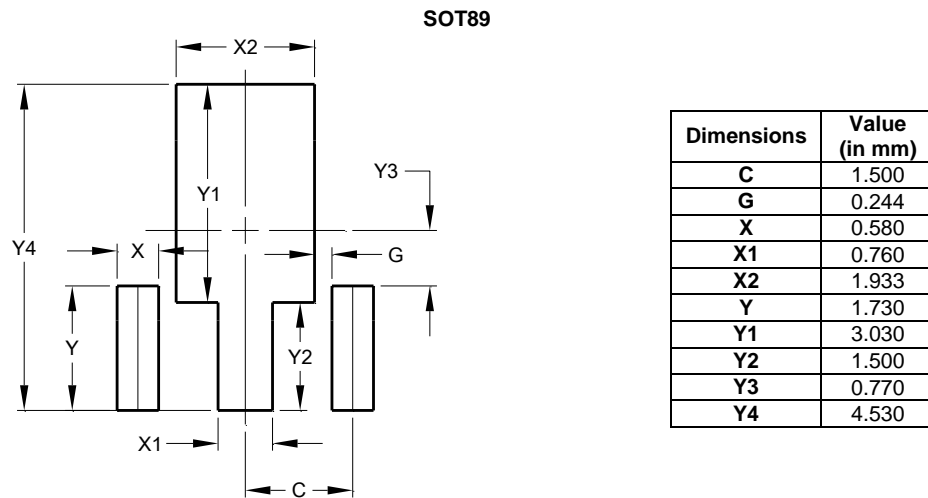 SOT89
X2
Y3
Y1
Y4
X
G
Y
Y2
X1
C
Dimensions Value (in mm)
C 1.500
G 0.244
X 0.580
X1 0.760
X2 1.933
Y 1.730
Y1 3.030
Y2 1.500
Y3 0.770
Y4 4.530